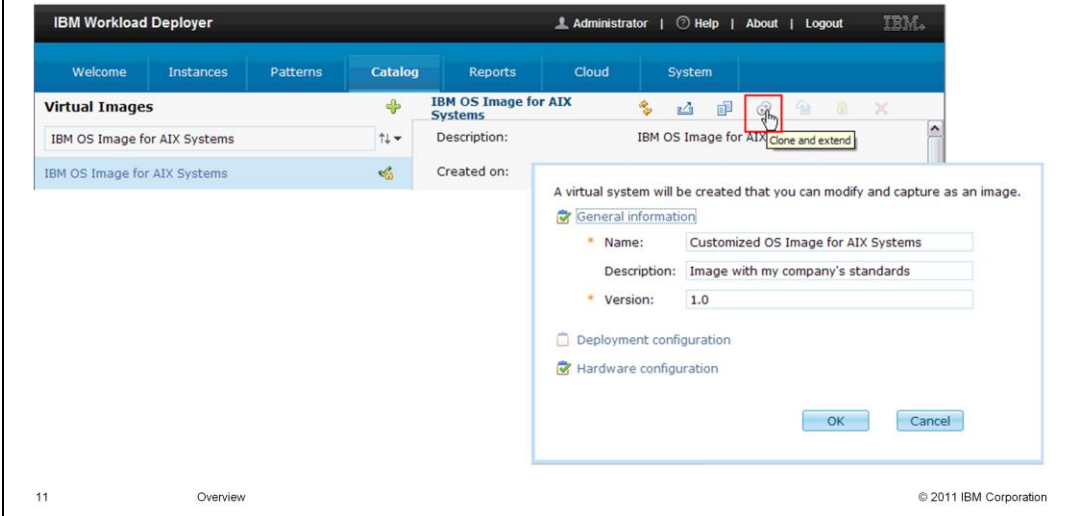 IBM Workload Deployer
Administrator | Help | About | Logout IBM
Welcome Instances Patterns Catalog Reports Cloud System
Virtual Images
IBM OS Image for AIX Systems
IBM OS Image for AIX Systems
IBM OS Image for AIX
Systems
Clone and extend
Description: IBM OS Image for AIX
Created on:
A virtual system will be created that you can modify and capture as an image.
General information
* Name: Customized OS Image for AIX Systems
Description: Image with my company's standards
* Version: 1.0
Deployment configuration
Hardware configuration
OK Cancel
11 Overview © 2011 IBM Corporation